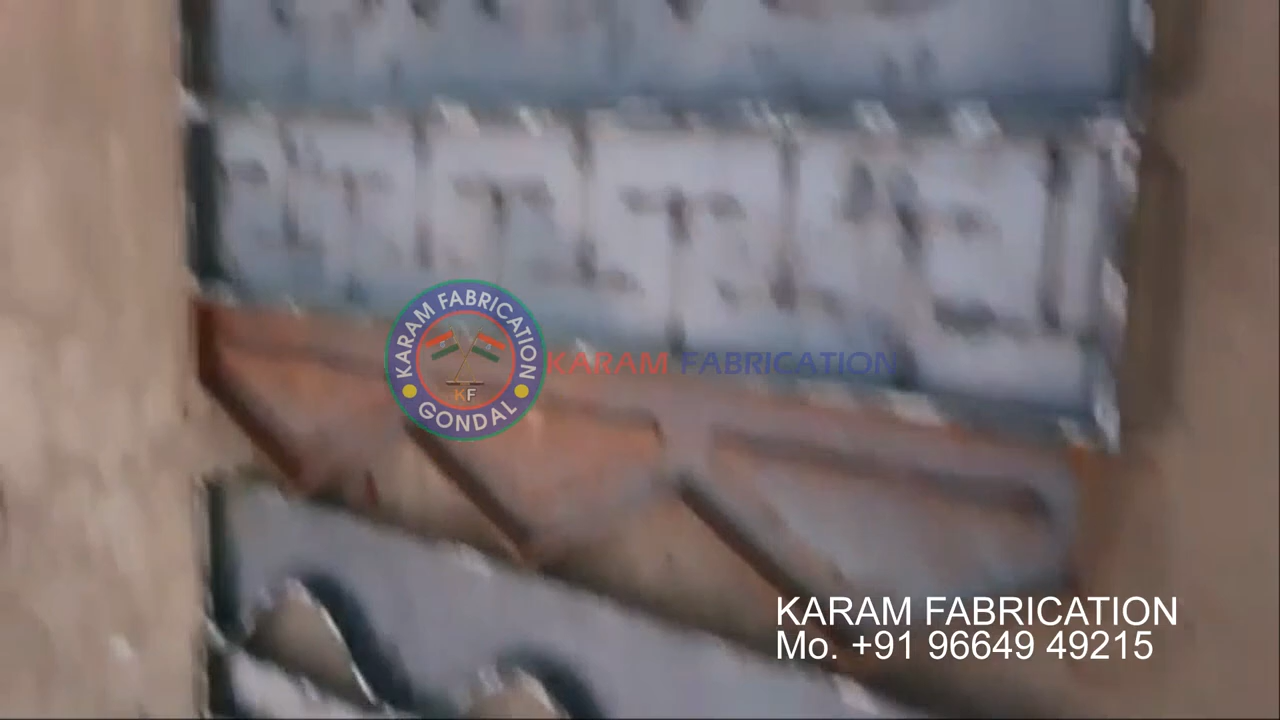 KARAM FABRICATION
KF
GONDAL
KARAM FABRICATION
KARAM FABRICATION
Mo. +91 96649 49215